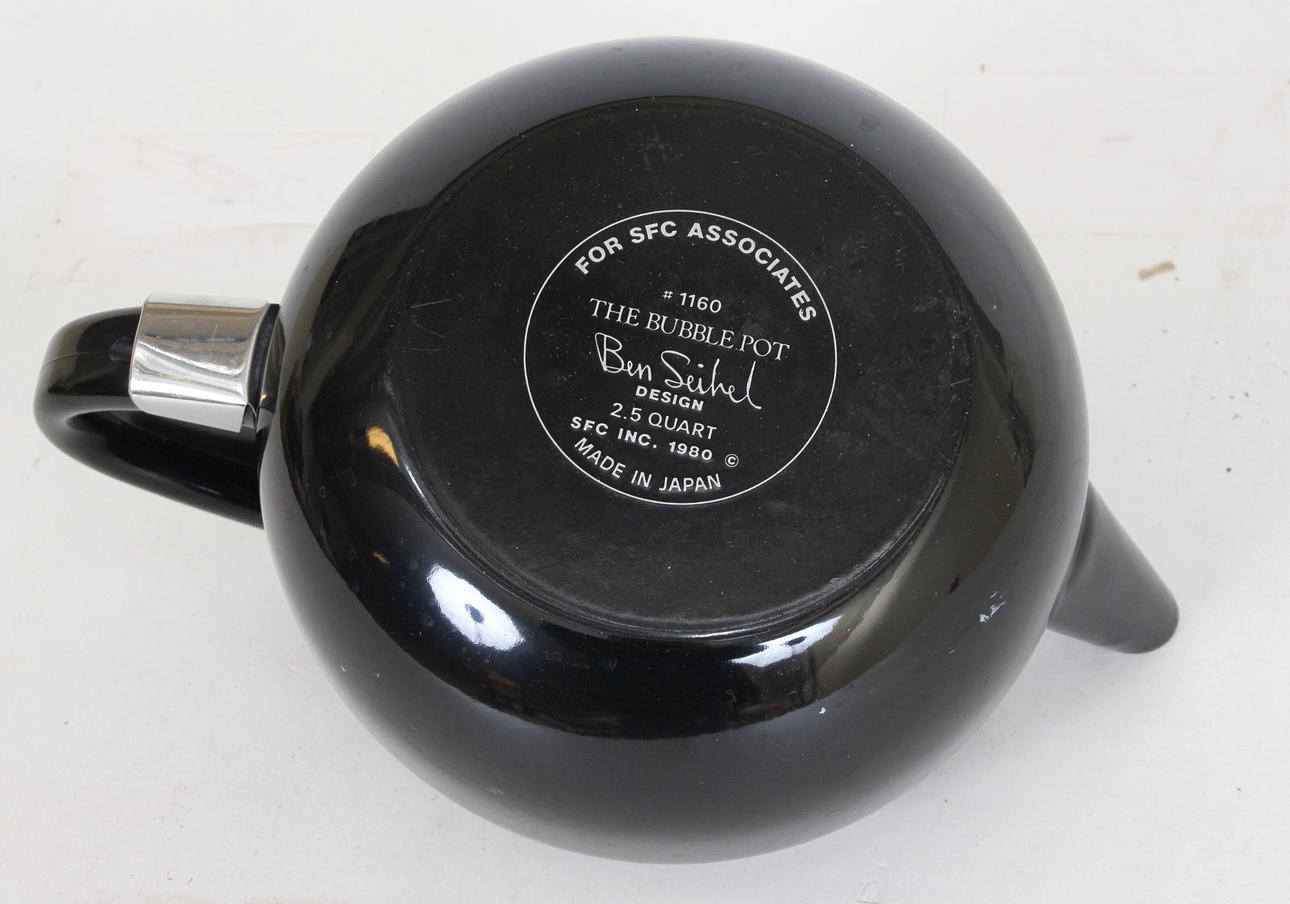 FOR SFC ASSOCIATES
# 1160
THE BUBBLE POT
Ben Seibel
DESIGN
2.5 QUART
SFC INC. 1980 ©
MADE IN JAPAN